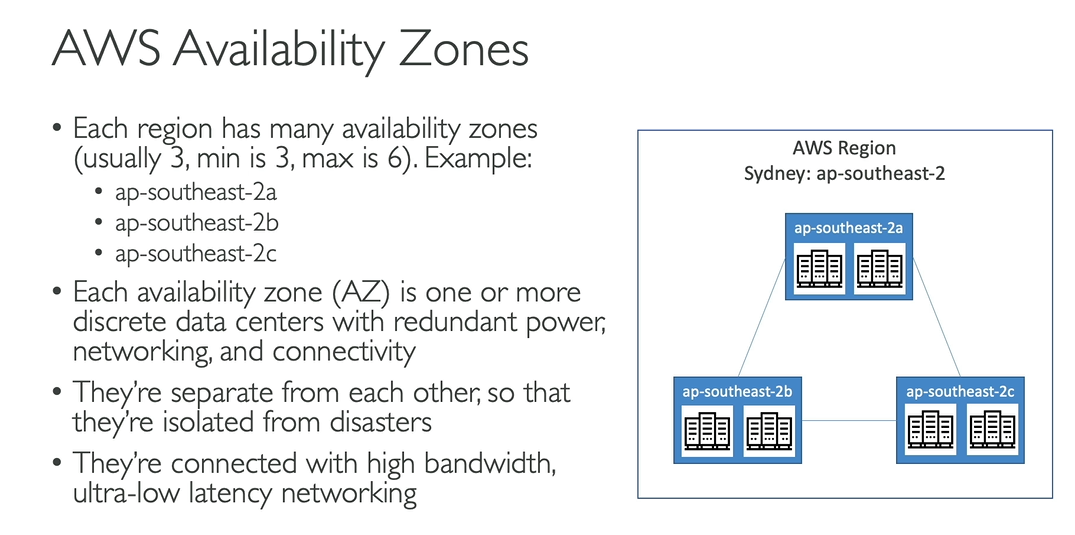 AWS Availability Zones
• Each region has many availability zones
(usually 3, min is 3, max is 6). Example:
• ap-southeast-2a
• ap-southeast-2b
• ap-southeast-2c
• Each availability zone (AZ) is one or more
discrete data centers with redundant power,
networking, and connectivity
• They’re separate from each other, so that
they’re isolated from disasters
• They’re connected with high bandwidth,
ultra-low latency networking
AWS Region
Sydney: ap-southeast-2
ap-southeast-2a
ap-southeast-2b
ap-southeast-2c